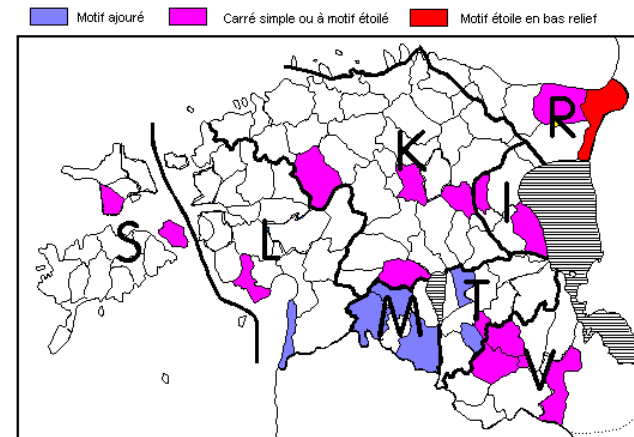 Motif ajouré
Carré simple ou à motif étoilé
Motif étoile en bas relief
R
K
I
S
L
T
M
V